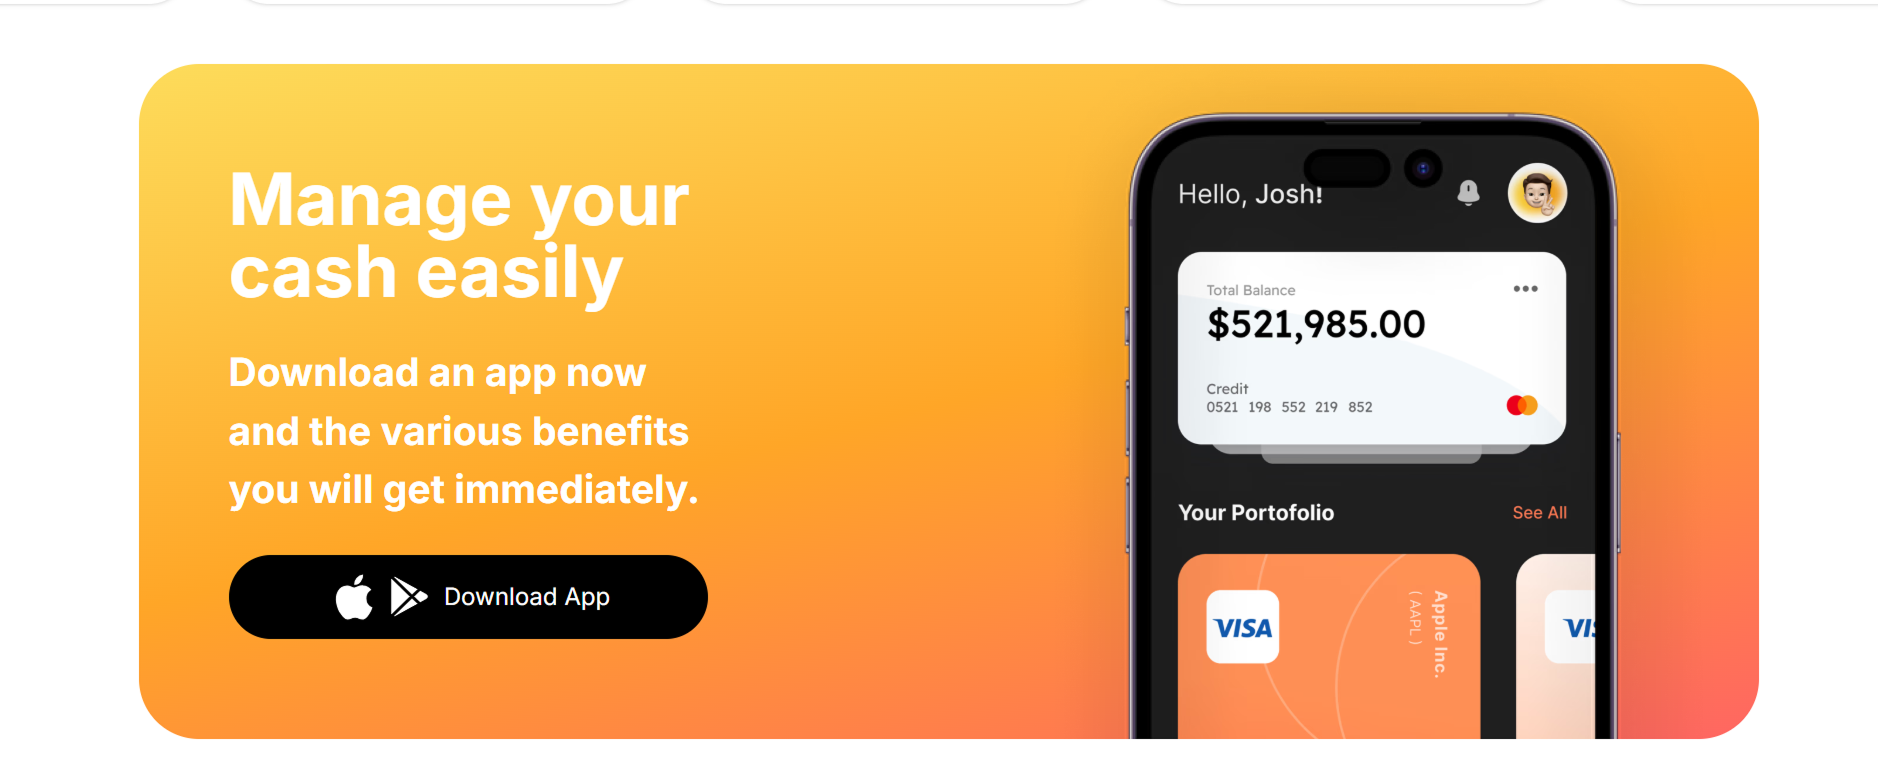 Manage your
cash easily
Download an app now
and the various benefits
you will get immediately.
Download App
Hello, Josh!
Total Balance
$521,985.00
Credit
0521 198 552 219 852
Your Portofolio
See All
VISA
Apple Inc.
( AAPL )